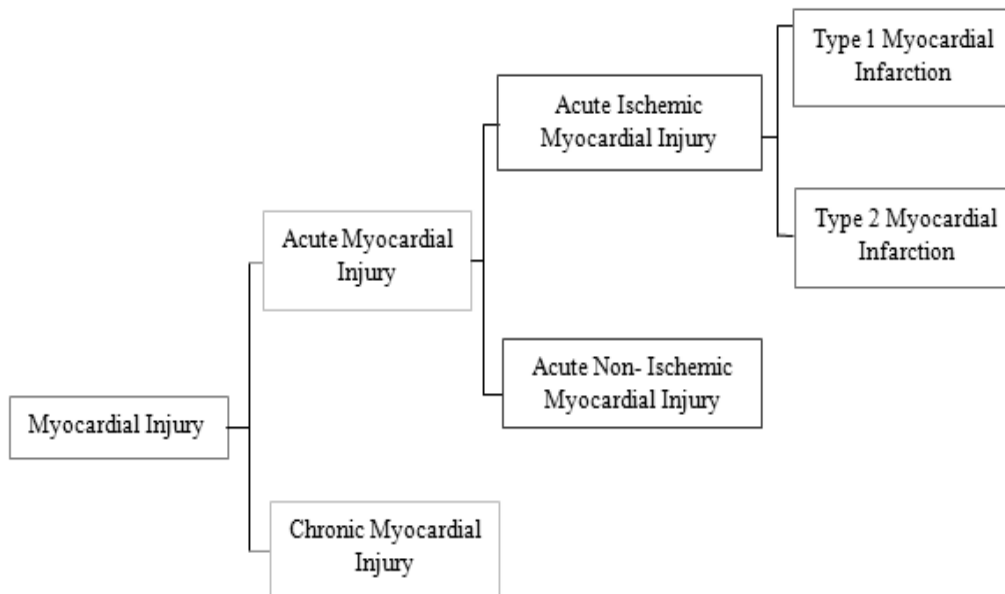 Type 1 Myocardial
Infarction
Acute Ischemic
Myocardial Injury
Type 2 Myocardial
Infarction
Acute Myocardial
Injury
Acute Non- Ischemic
Myocardial Injury
Myocardial Injury
Chronic Myocardial
Injury